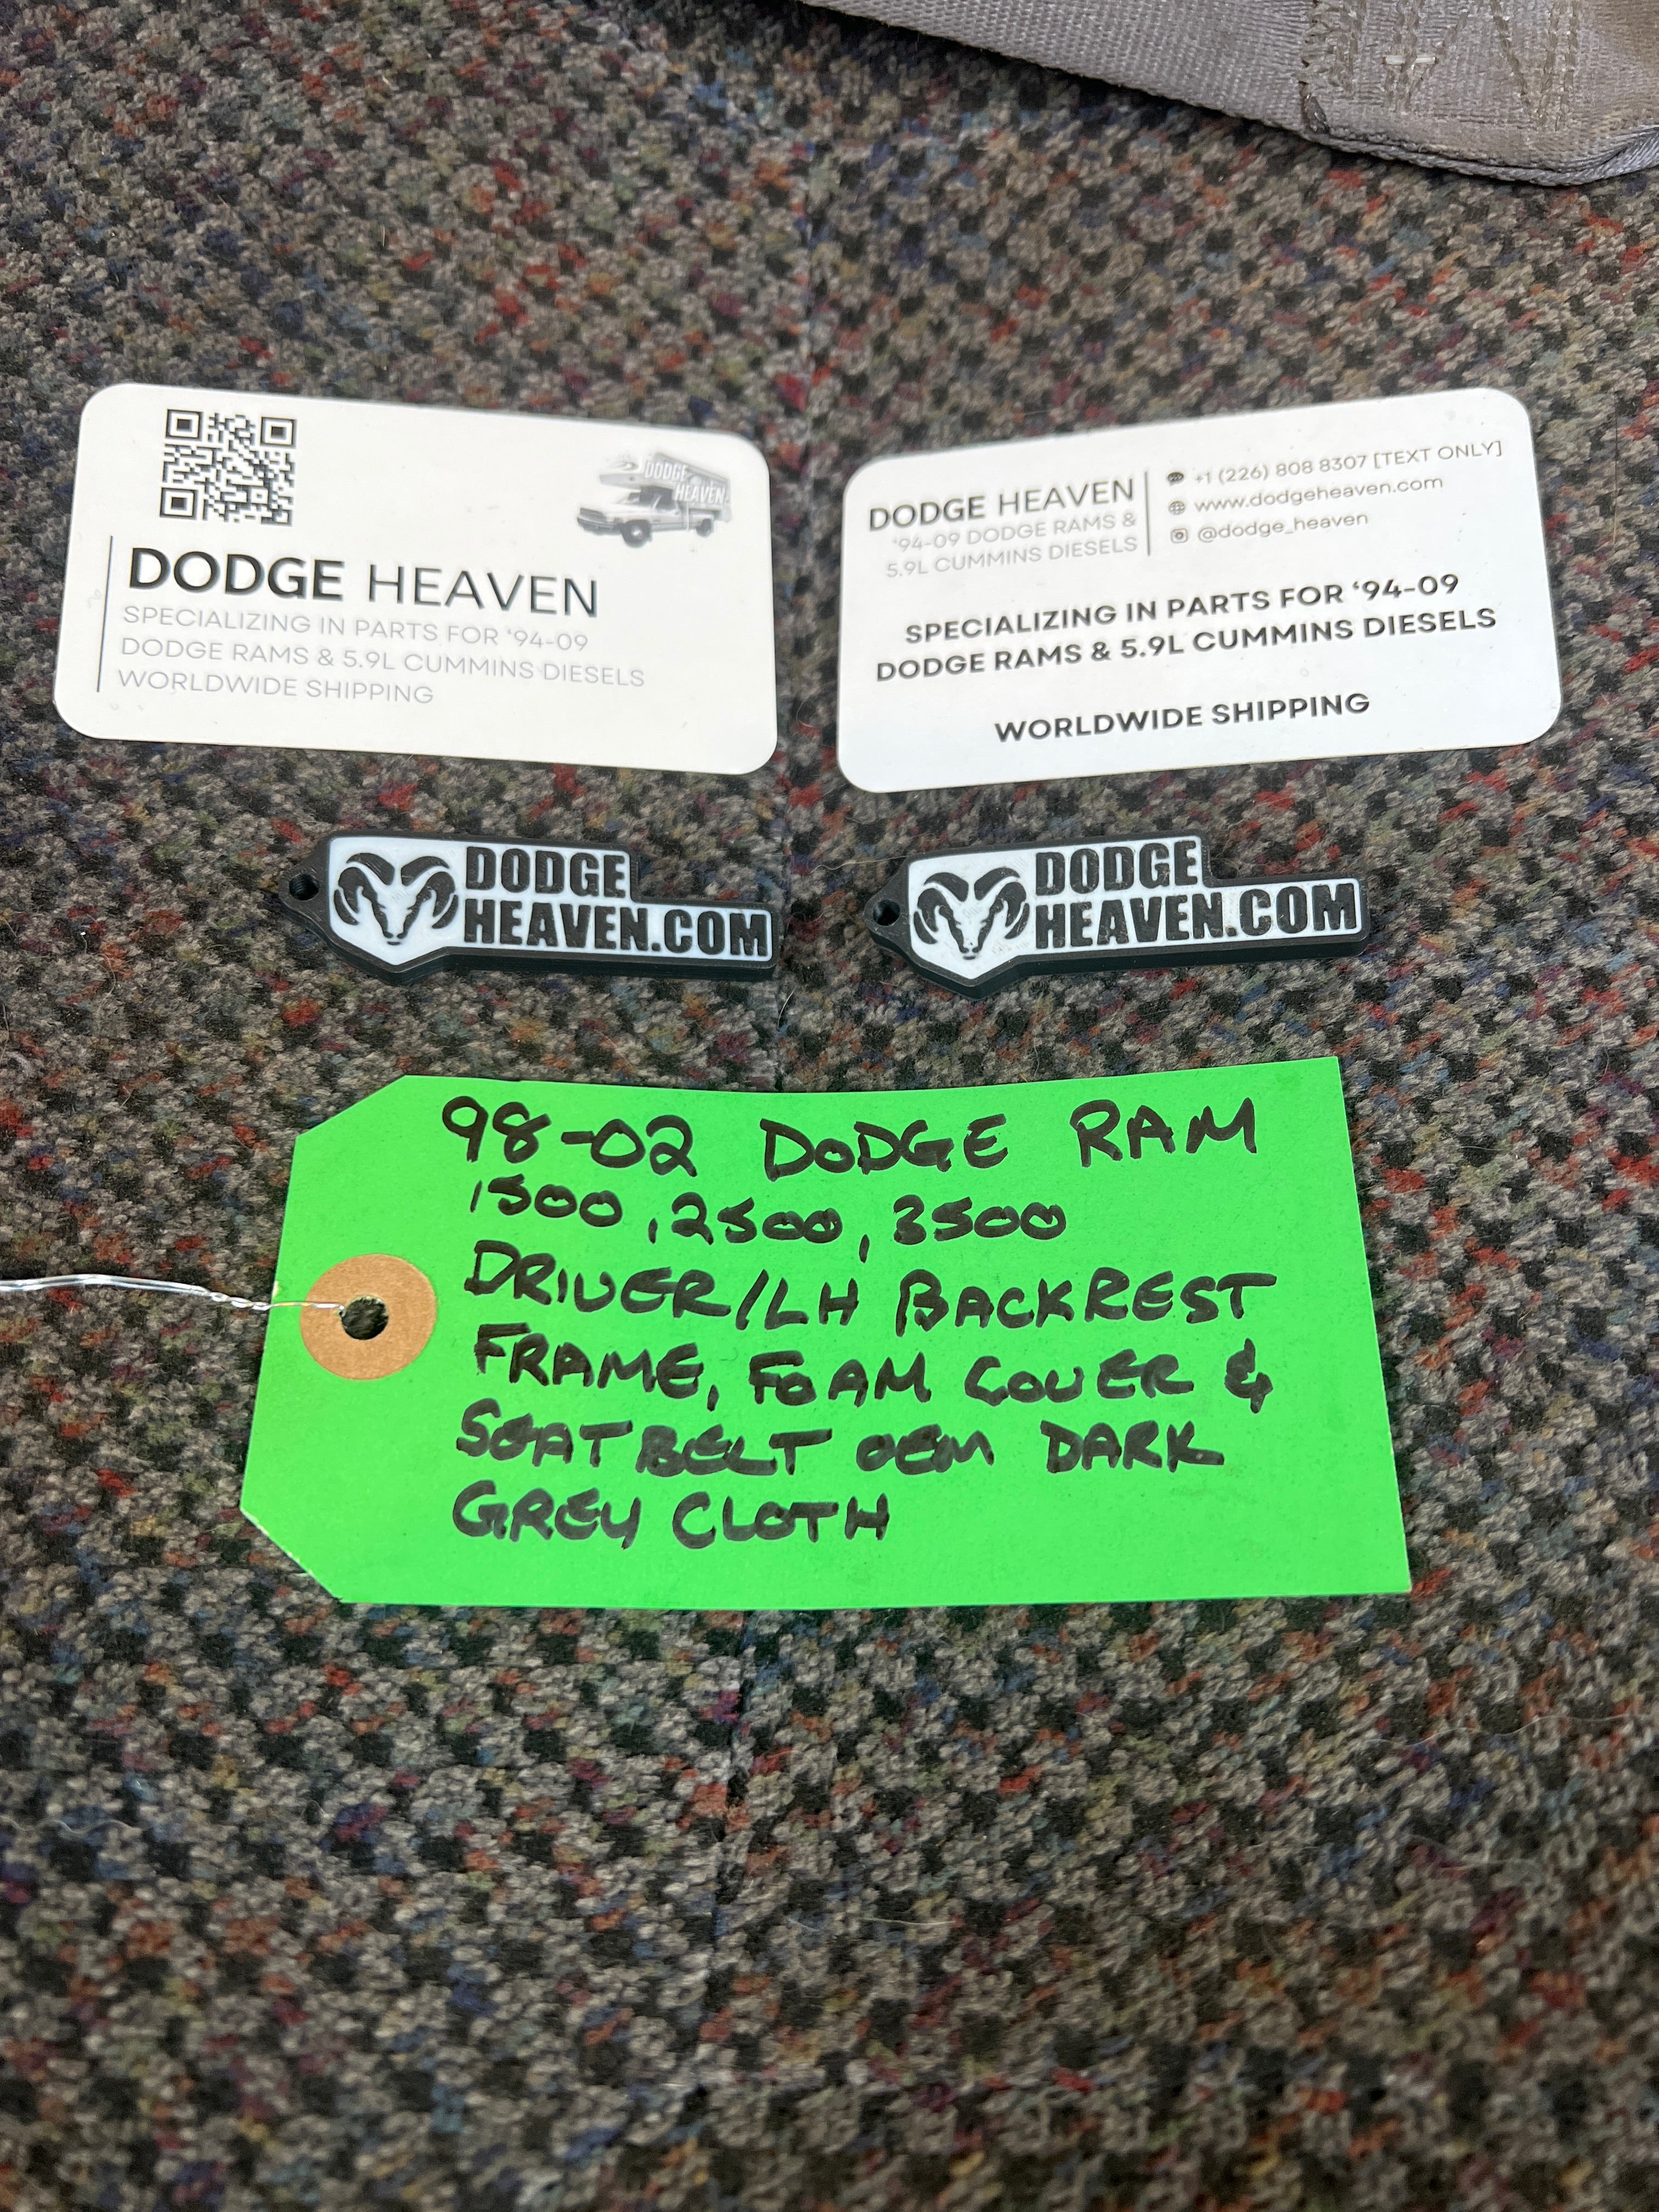 DODGE HEAVEN
DODGE HEAVEN
SPECIALIZING IN PARTS FOR ‘94-09
DODGE RAMS & 5.9L CUMMINS DIESELS
WORLDWIDE SHIPPING
DODGE HEAVEN
‘94-09 DODGE RAMS &
5.9L CUMMINS DIESELS
+1 (226) 808 8307 [TEXT ONLY]
www.dodgeheaven.com
@dodge_heaven
SPECIALIZING IN PARTS FOR ‘94-09
DODGE RAMS & 5.9L CUMMINS DIESELS
WORLDWIDE SHIPPING
DODGE
HEAVEN.COM
DODGE
HEAVEN.COM
98-02 DODGE RAM
1500, 2500, 3500
DRIVER/LH BACKREST
FRAME, FOAM COVER &
SEATBELT OEM DARK
GREY CLOTH